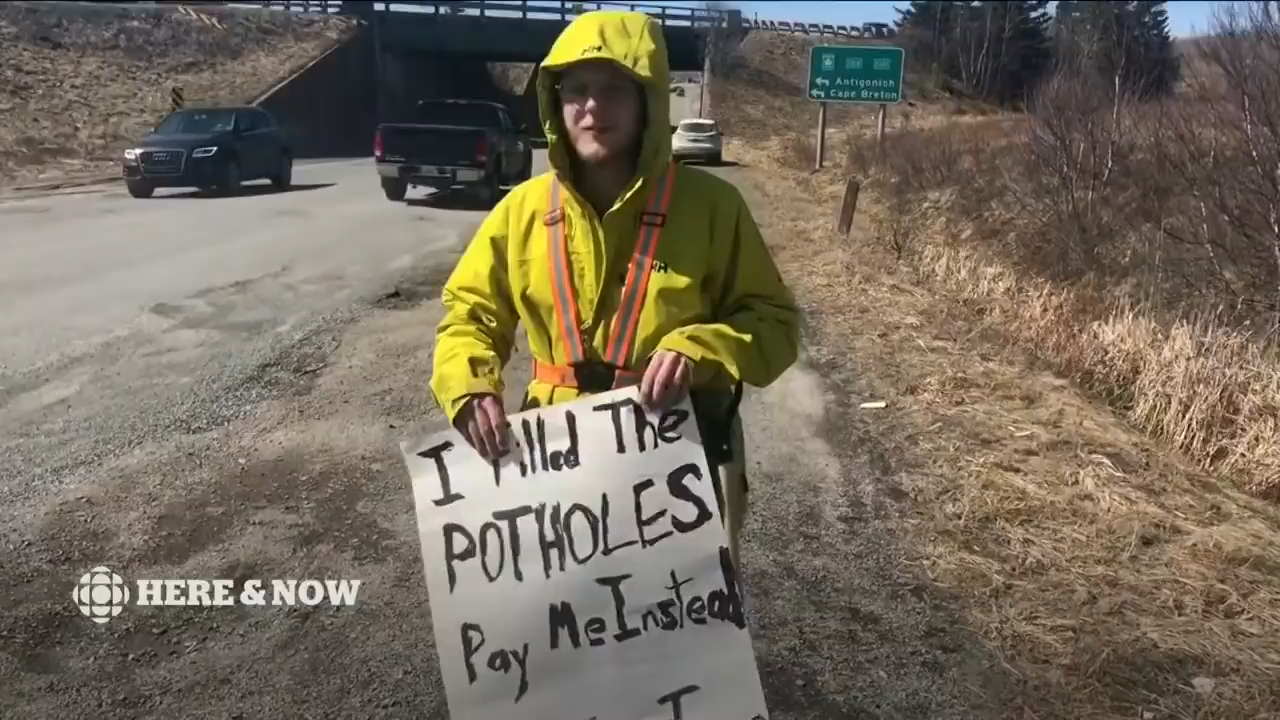 Antigonish
Cape Breton
I Filled The
POTHOLES
Pay Me Instead
I
HERE & NOW